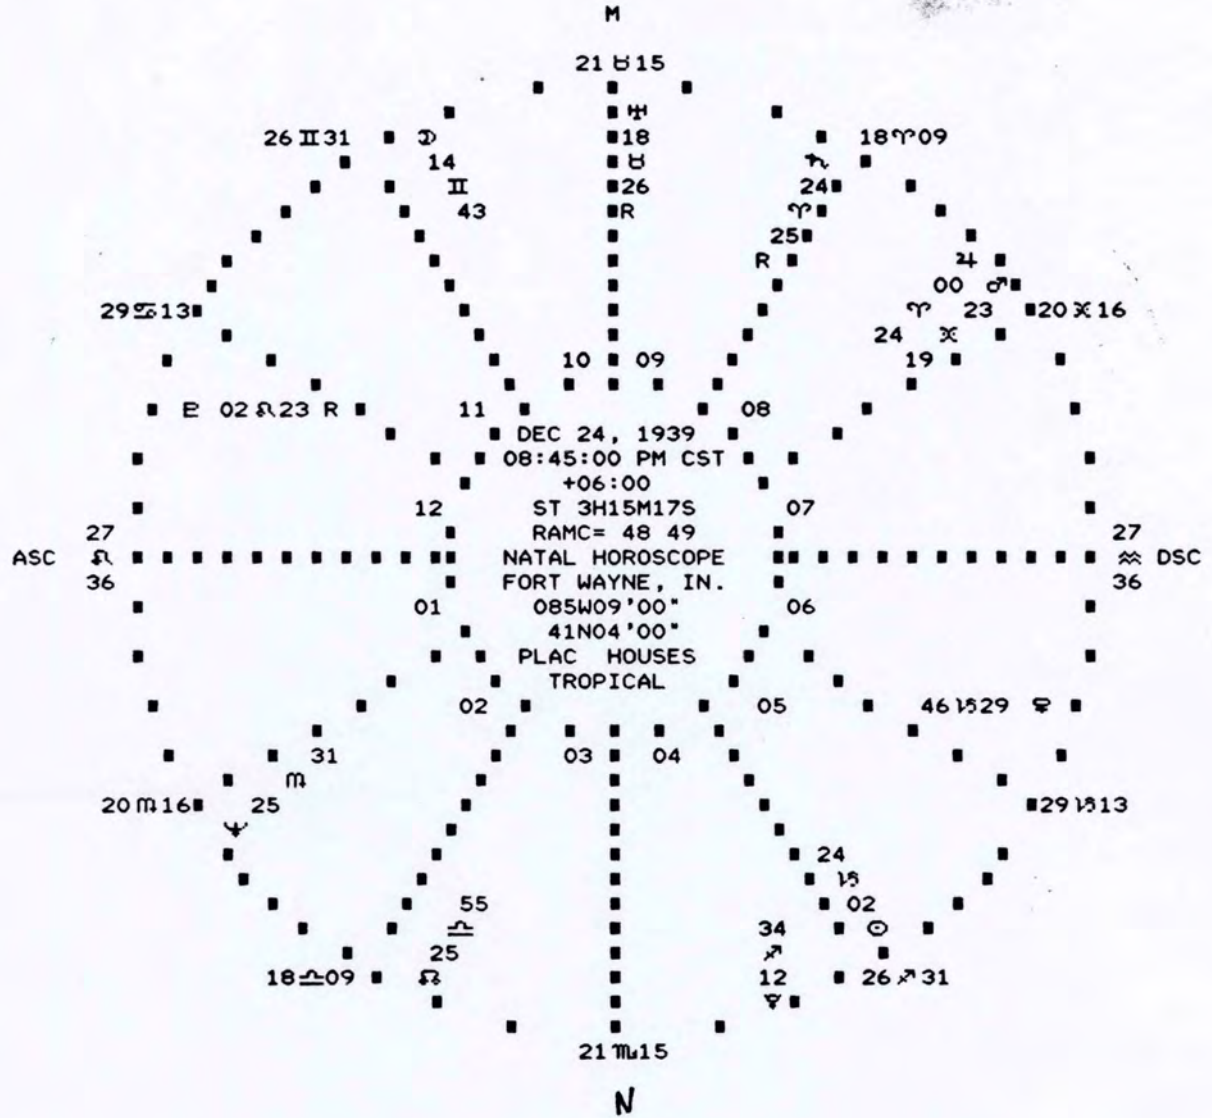 M
21 ♉ 15
♅
26 ♊ 31 ☽ 18 18 ♈ 09
14 ♉ ♄
♊ 26 24
43 R ♈
25
R ♃
00 ♂
29 ♋ 13 ♈ 23 20 ♓ 16
24 ♓
10 09 19
♇ 02 ♌ 23 R 11 08
DEC 24, 1939
08:45:00 PM CST
+06:00
12 ST 3H15M17S 07
27 RAMC= 48 49 27
ASC ♌ NATAL HOROSCOPE ♒ DSC
36 FORT WAYNE, IN. 36
01 085W09'00" 06
41N04'00"
PLAC HOUSES
TROPICAL
02 05 46 ♑ 29 ♀
31 03 04
♍
20 ♍ 16 25 29 ♑ 13
♆
24
♑
55 02
♎ 34 ☉
25 ♐
18 ♎ 09 ☊ 12 26 ♐ 31
☿
21 ♏ 15
N